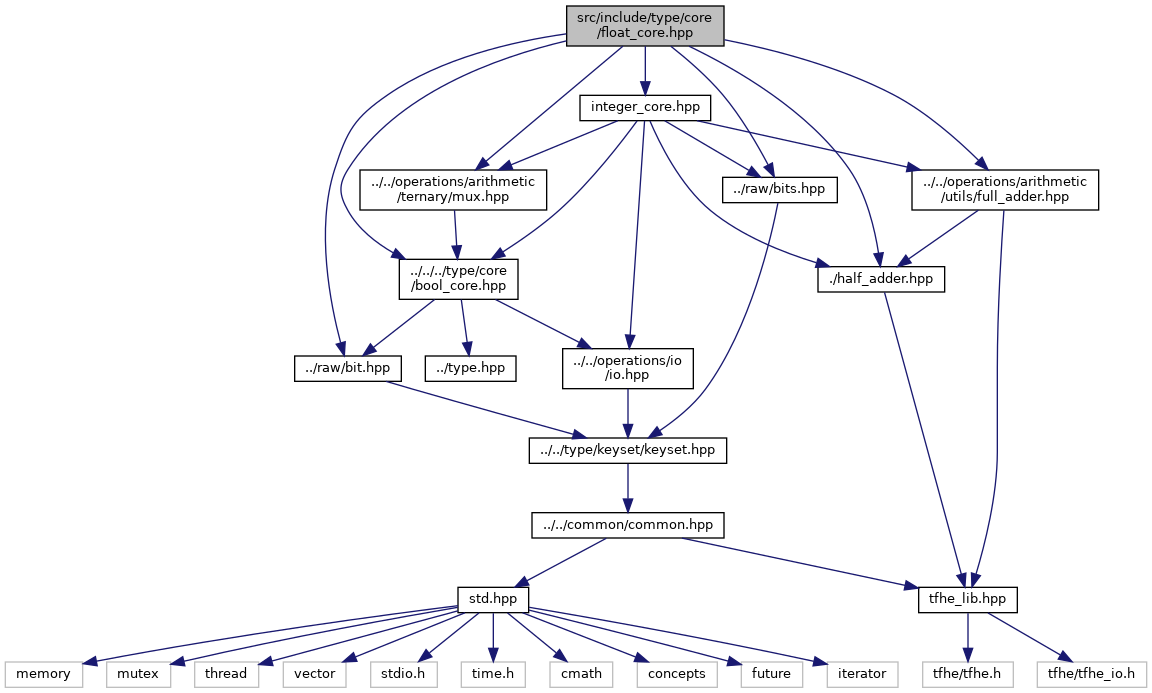 src/include/type/core
/float_core.hpp
integer_core.hpp
../../operations/arithmetic
/ternary/mux.hpp
../raw/bits.hpp
../../operations/arithmetic
/utils/full_adder.hpp
../../../type/core
/bool_core.hpp
./half_adder.hpp
../raw/bit.hpp
../type.hpp
../../operations/io
/io.hpp
../../type/keyset/keyset.hpp
../../common/common.hpp
std.hpp
tfhe_lib.hpp
memory
mutex
thread
vector
stdio.h
time.h
cmath
concepts
future
iterator
tfhe/tfhe.h
tfhe/tfhe_io.h